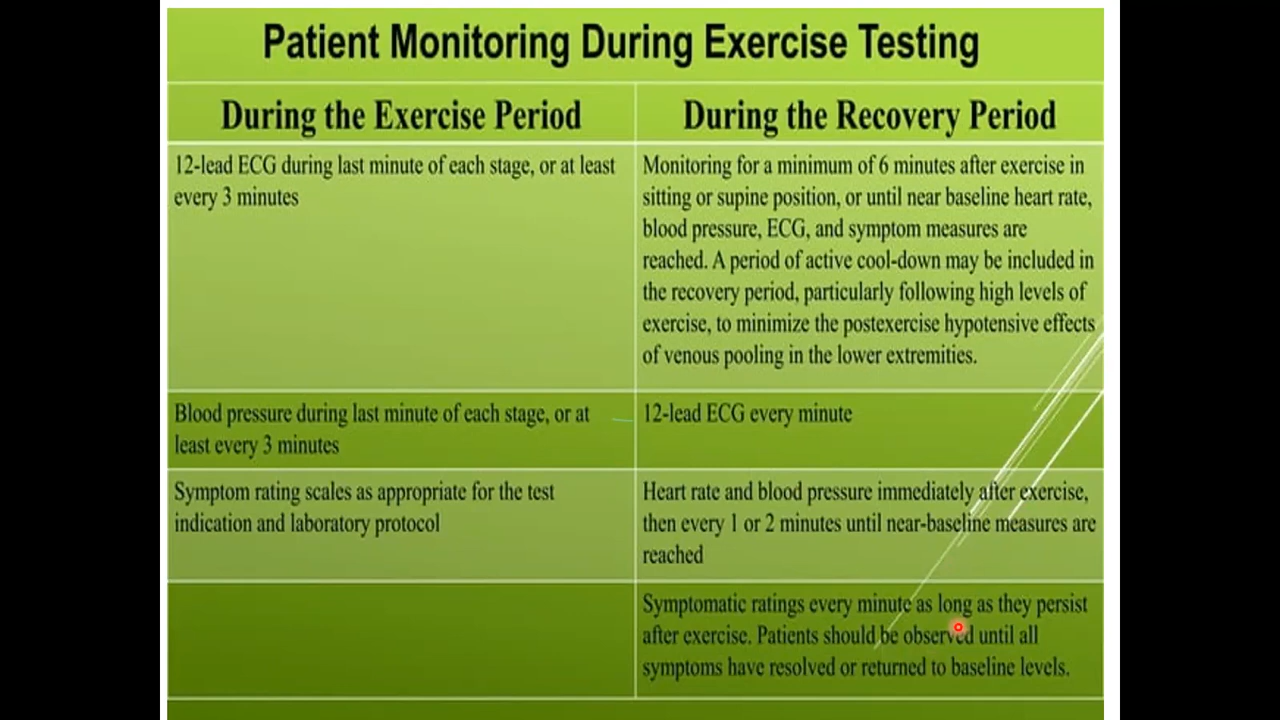 Patient Monitoring During Exercise Testing
During the Exercise Period
During the Recovery Period
12-lead ECG during last minute of each stage, or at least
every 3 minutes
Monitoring for a minimum of 6 minutes after exercise in
sitting or supine position, or until near baseline heart rate,
blood pressure, ECG, and symptom measures are
reached. A period of active cool-down may be included in
the recovery period, particularly following high levels of
exercise, to minimize the postexercise hypotensive effects
of venous pooling in the lower extremities.
Blood pressure during last minute of each stage, or at
least every 3 minutes
12-lead ECG every minute
Symptom rating scales as appropriate for the test
indication and laboratory protocol
Heart rate and blood pressure immediately after exercise,
then every 1 or 2 minutes until near-baseline measures are
reached
Symptomatic ratings every minute as long as they persist
after exercise. Patients should be observed until all
symptoms have resolved or returned to baseline levels.